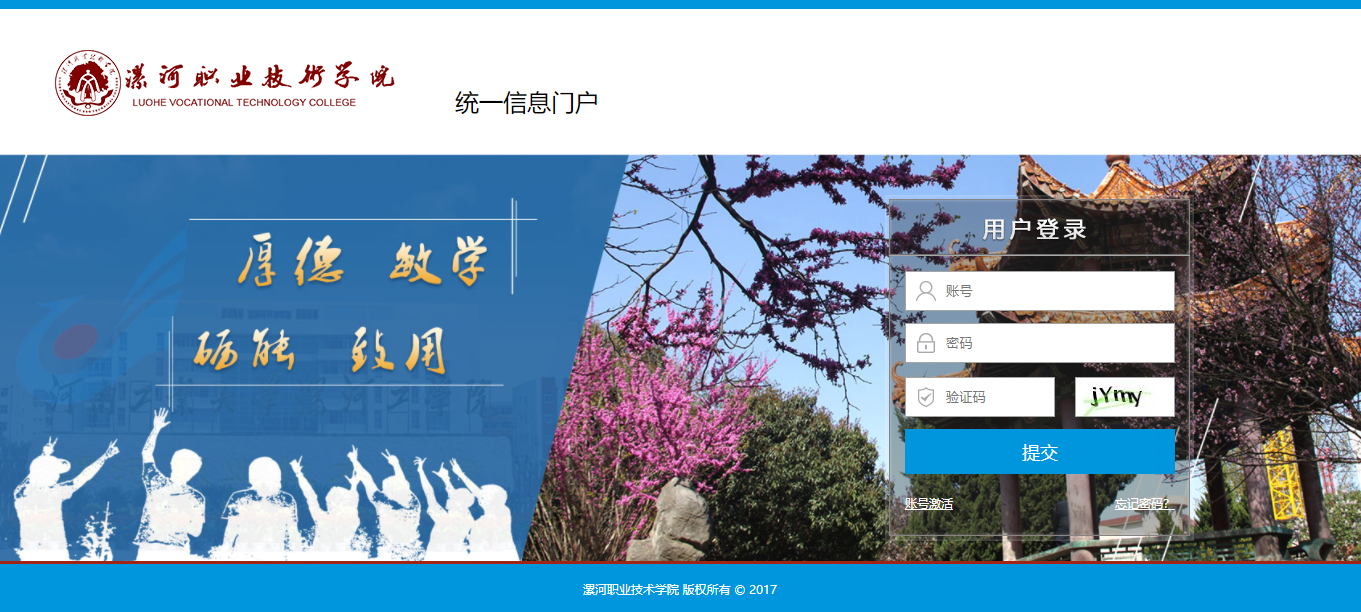 漯河职业技術学院
LUOHE VOCATIONAL TECHNOLOGY COLLEGE
统一信息门户
厚德 敏学
砺能 致用
用户登录
账号
密码
验证码
jYmy
提交
账号激活
忘记密码？
漯河职业技术学院 版权所有 © 2017